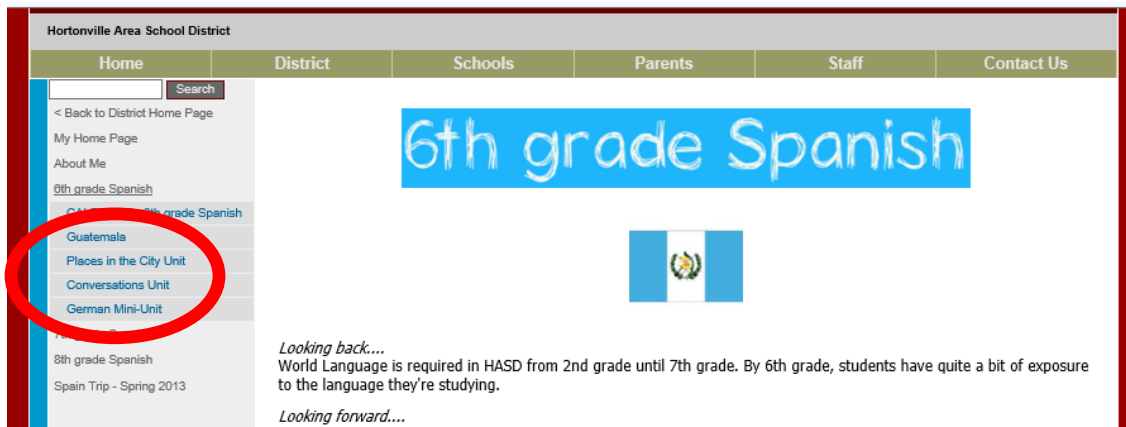 Hortonville Area School District
Home District Schools Parents Staff Contact Us
Search
< Back to District Home Page
My Home Page
About Me
6th grade Spanish
6th grade Spanish
Guatemala
Places in the City Unit
Conversations Unit
German Mini-Unit
8th grade Spanish
Spain Trip - Spring 2013
6th grade Spanish
Looking back....
World Language is required in HASD from 2nd grade until 7th grade. By 6th grade, students have quite a bit of exposure
to the language they're studying.
Looking forward....